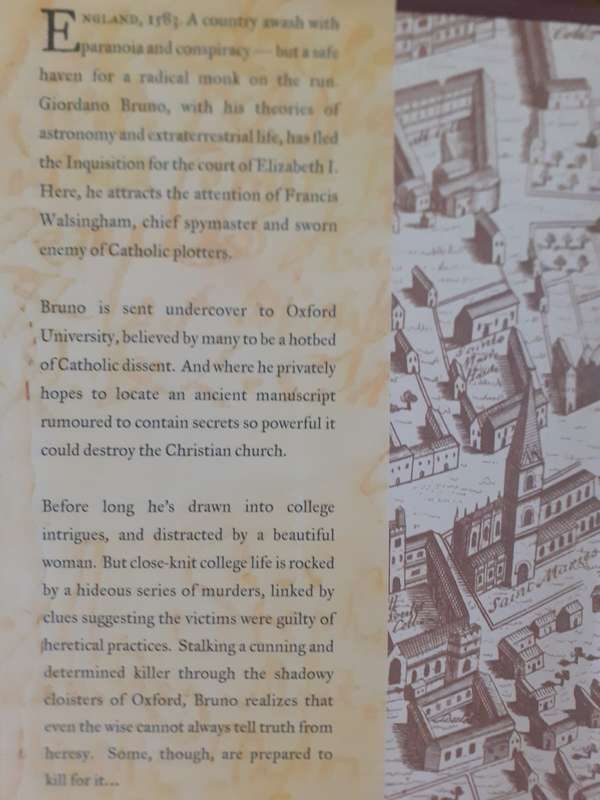 ENGLAND, 1583. A country awash with
paranoia and conspiracy — but a safe
haven for a radical monk on the run.
Giordano Bruno, with his theories of
astronomy and extraterrestrial life, has fled
the Inquisition for the court of Elizabeth I.
Here, he attracts the attention of Francis
Walsingham, chief spymaster and sworn
enemy of Catholic plotters.
Bruno is sent undercover to Oxford
University, believed by many to be a hotbed
of Catholic dissent. And where he privately
hopes to locate an ancient manuscript
rumoured to contain secrets so powerful it
could destroy the Christian church.
Before long he's drawn into college
intrigues, and distracted by a beautiful
woman. But close-knit college life is rocked
by a hideous series of murders, linked by
clues suggesting the victims were guilty of
heretical practices. Stalking a cunning and
determined killer through the shadowy
cloisters of Oxford, Bruno realizes that
even the wise cannot always tell truth from
heresy. Some, though, are prepared to
kill for it...
Saint Maries